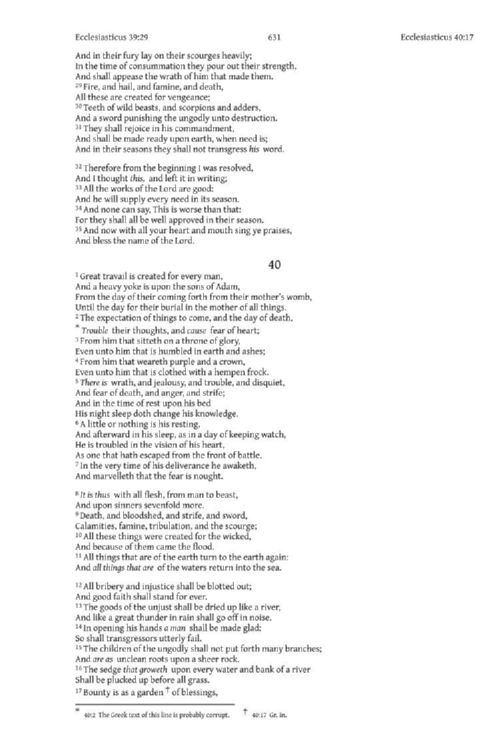 Ecclesiasticus 39:29 631 Ecclesiasticus 40:17
And in their fury lay on their scourges heavily;
In the time of consummation they pour out their strength,
And shall appease the wrath of him that made them.
29 Fire, and hail, and famine, and death,
All these are created for vengeance;
30 Teeth of wild beasts, and scorpions and adders,
And a sword punishing the ungodly unto destruction.
31 They shall rejoice in his commandment,
And shall be made ready upon earth, when need is;
And in their seasons they shall not transgress his word.
32 Therefore from the beginning I was resolved,
And I thought this, and left it in writing;
33 All the works of the Lord are good:
And he will supply every need in its season.
34 And none can say, This is worse than that:
For they shall all be well approved in their season.
35 And now with all your heart and mouth sing ye praises,
And bless the name of the Lord.
40
1 Great travail is created for every man,
And a heavy yoke is upon the sons of Adam,
From the day of their coming forth from their mother's womb,
Until the day for their burial in the mother of all things.
2 The expectation of things to come, and the day of death,
* Trouble their thoughts, and cause fear of heart;
3 From him that sitteth on a throne of glory,
Even unto him that is humbled in earth and ashes;
4 From him that weareth purple and a crown,
Even unto him that is clothed with a hempen frock.
5 There is wrath, and jealousy, and trouble, and disquiet,
And fear of death, and anger, and strife;
And in the time of rest upon his bed
His night sleep doth change his knowledge.
6 A little or nothing is his resting,
And afterward in his sleep, as in a day of keeping watch,
He is troubled in the vision of his heart,
As one that hath escaped from the front of battle.
7 In the very time of his deliverance he awaketh,
And marvelleth that the fear is nought.
8 It is thus with all flesh, from man to beast,
And upon sinners sevenfold more.
9 Death, and bloodshed, and strife, and sword,
Calamities, famine, tribulation, and the scourge;
10 All these things were created for the wicked,
And because of them came the flood.
11 All things that are of the earth turn to the earth again:
And all things that are of the waters return into the sea.
12 All bribery and injustice shall be blotted out;
And good faith shall stand for ever.
13 The goods of the unjust shall be dried up like a river,
And like a great thunder in rain shall go off in noise.
14 In opening his hands a man shall be made glad:
So shall transgressors utterly fail.
15 The children of the ungodly shall not put forth many branches;
And are as unclean roots upon a sheer rock.
16 The sedge that groweth upon every water and bank of a river
Shall be plucked up before all grass.
17 Bounty is as a garden † of blessings,
* 40:2 The Greek text of this line is probably corrupt. † 40:17 Gr. in.